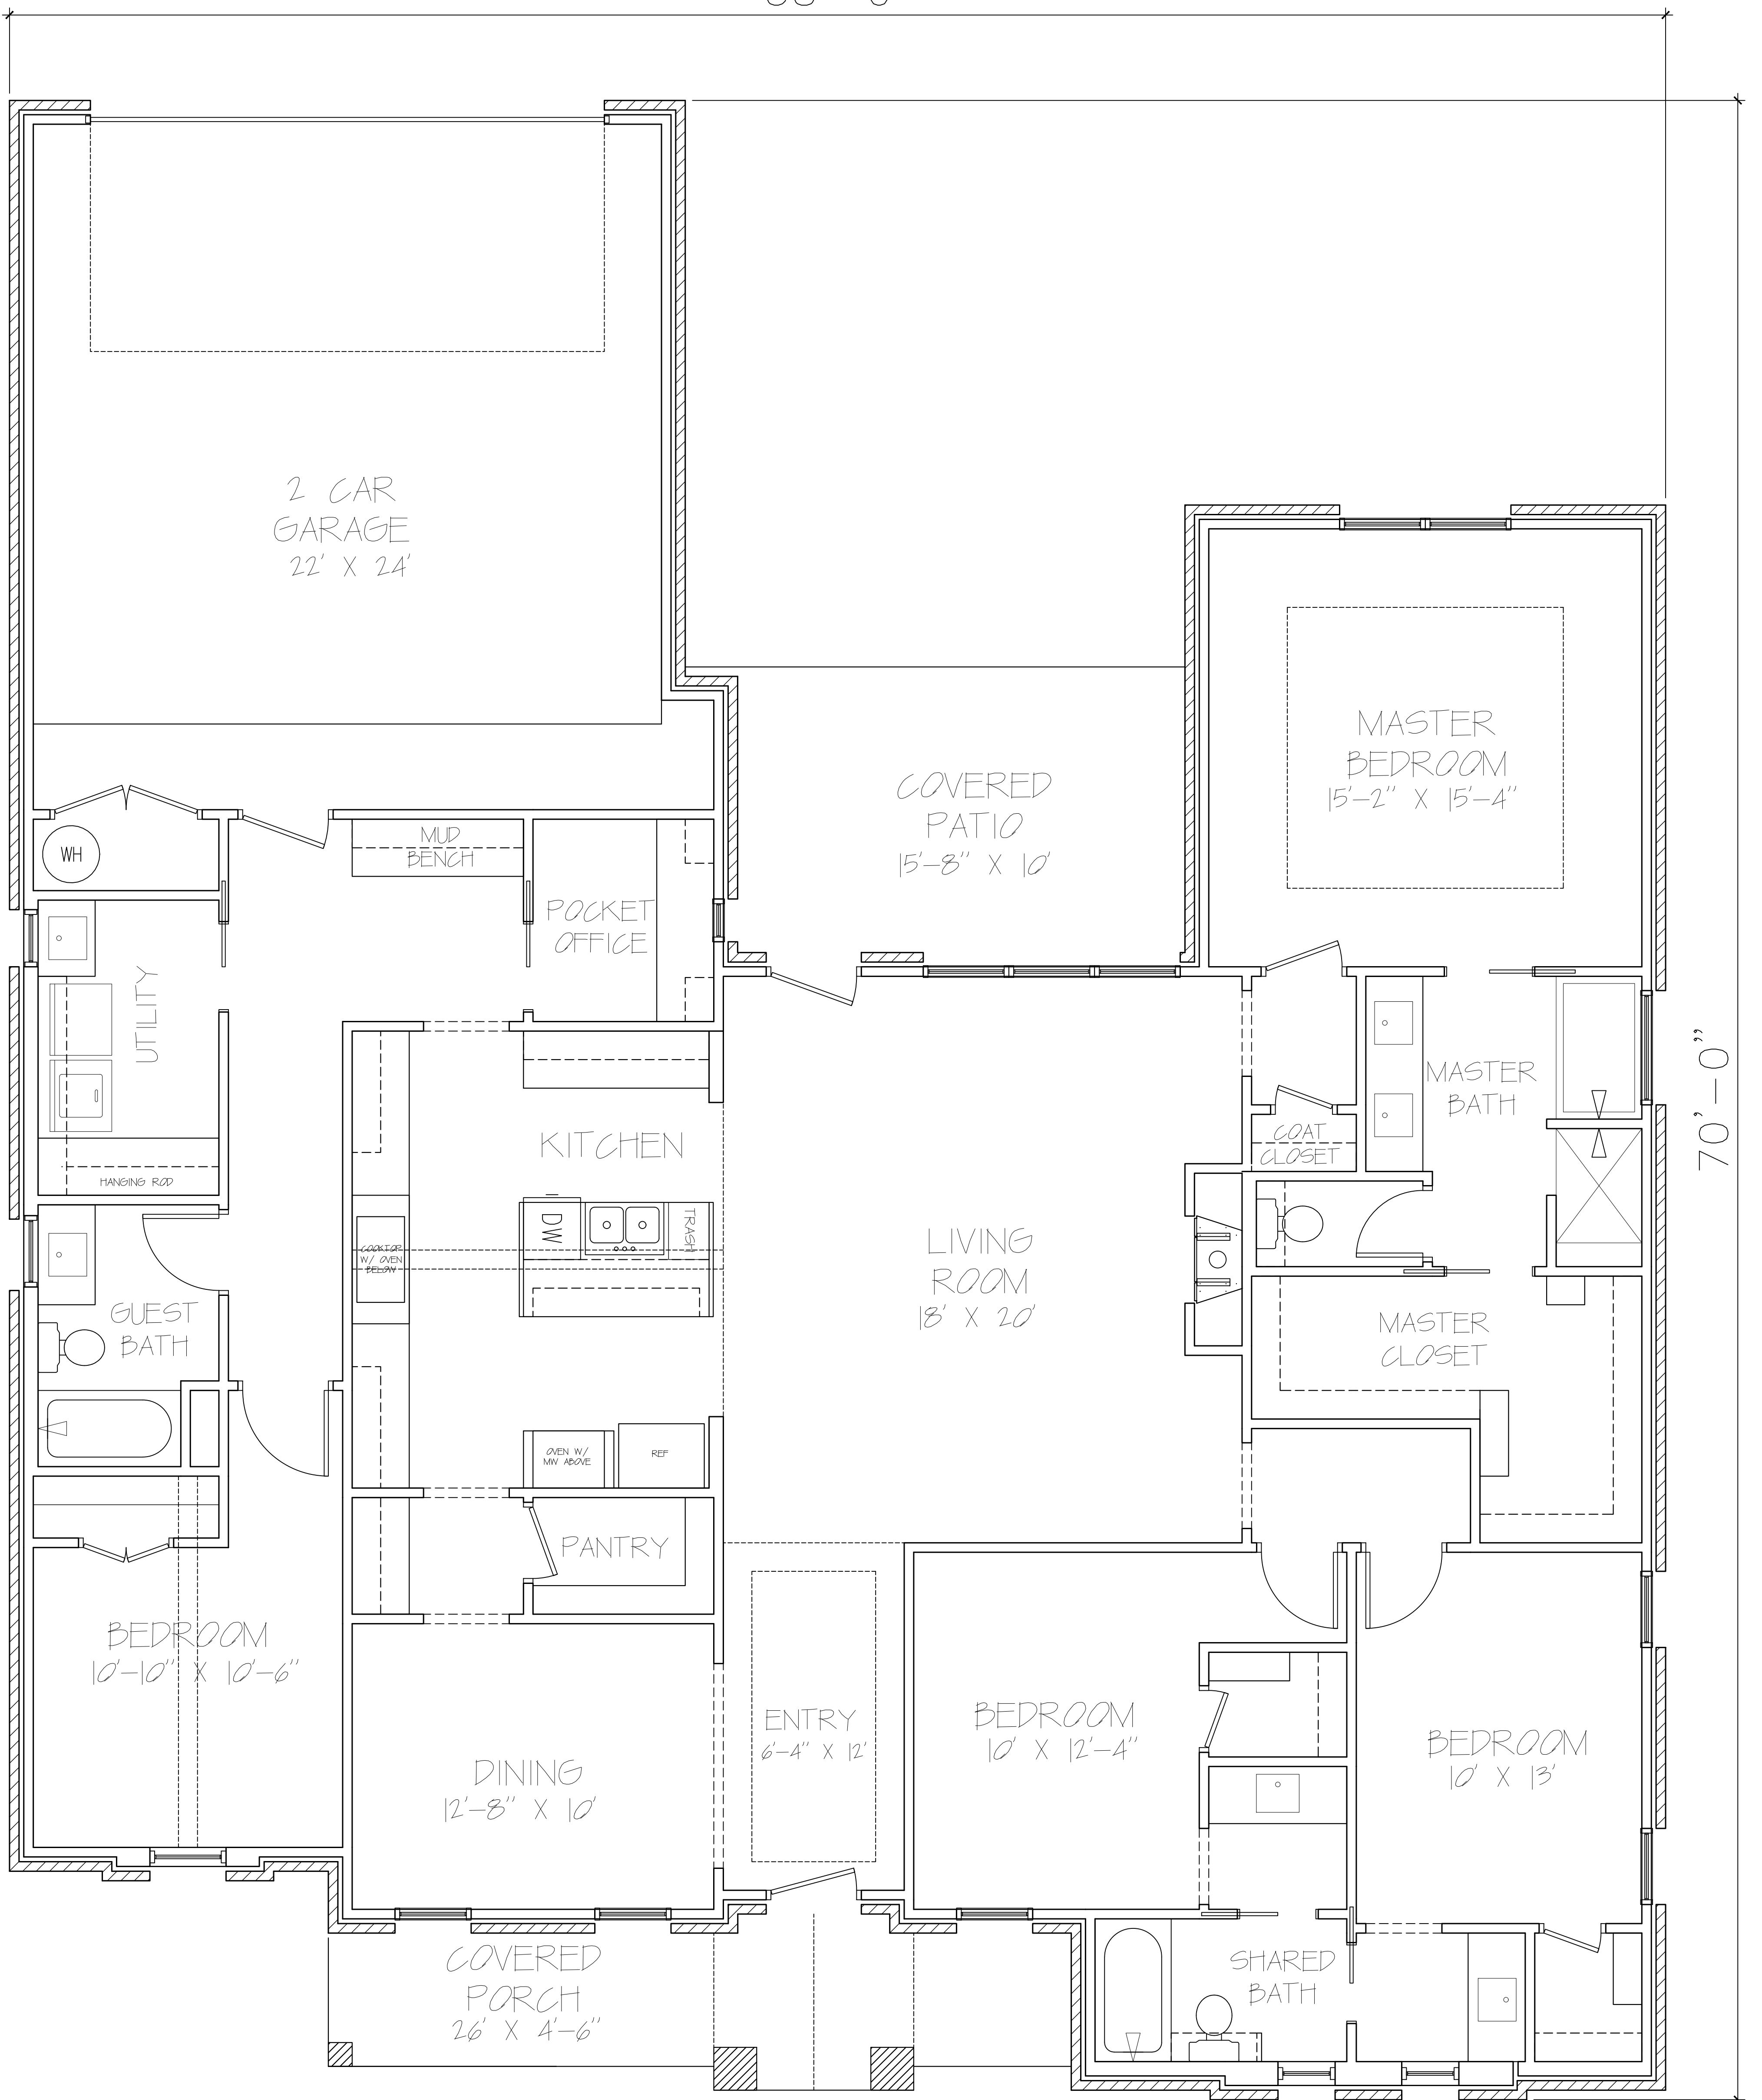 2 CAR
GARAGE
22' X 24'
MASTER
BEDROOM
15'-2" X 15'-4"
COVERED
PATIO
15'-8" X 10'
WH
MUD
BENCH
POCKET
OFFICE
UTILITY
HANGING ROD
KITCHEN
MASTER
BATH
70'-0"
COAT
CLOSET
DW
TRASH
COOKTOP
W/ OVEN
BELOW
LIVING
ROOM
18' X 20'
GUEST
BATH
MASTER
CLOSET
OVEN W/
MW ABOVE
REF
PANTRY
BEDROOM
10'-10" X 10'-6"
ENTRY
6'-4" X 12'
BEDROOM
10' X 12'-4"
BEDROOM
10' X 13'
DINING
12'-8" X 10'
COVERED
PORCH
26' X 4'-6"
SHARED
BATH